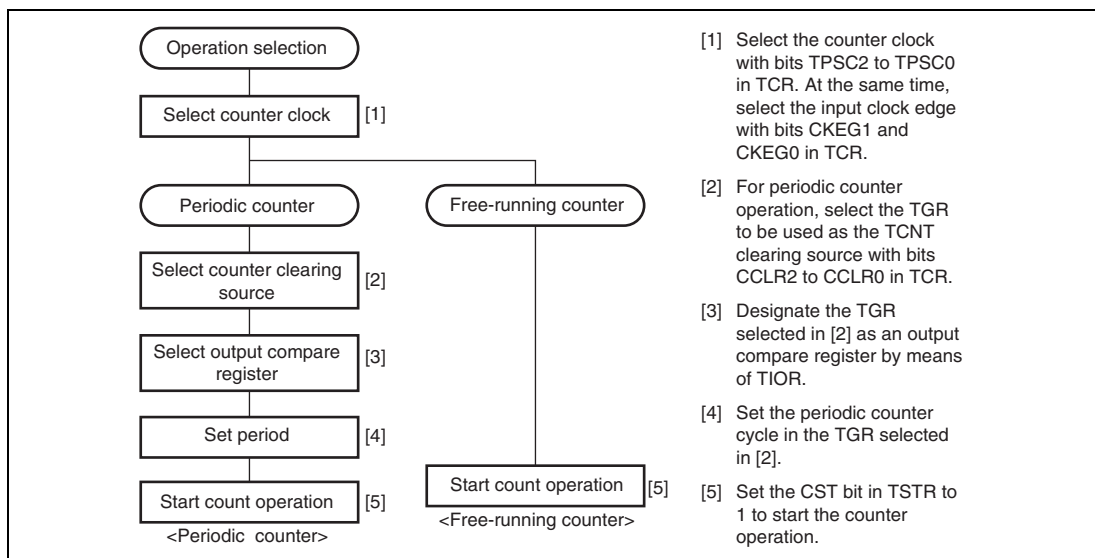 Operation selection
Select counter clock
[1]
Periodic counter
Free-running counter
Select counter clearing
source
[2]
Select output compare
register
[3]
Set period
[4]
Start count operation
[5]
<Periodic counter>
Start count operation
[5]
<Free-running counter>
[1] Select the counter clock
with bits TPSC2 to TPSC0
in TCR. At the same time,
select the input clock edge
with bits CKEG1 and
CKEG0 in TCR.
[2] For periodic counter
operation, select the TGR
to be used as the TCNT
clearing source with bits
CCLR2 to CCLR0 in TCR.
[3] Designate the TGR
selected in [2] as an output
compare register by means
of TIOR.
[4] Set the periodic counter
cycle in the TGR selected
in [2].
[5] Set the CST bit in TSTR to
1 to start the counter
operation.